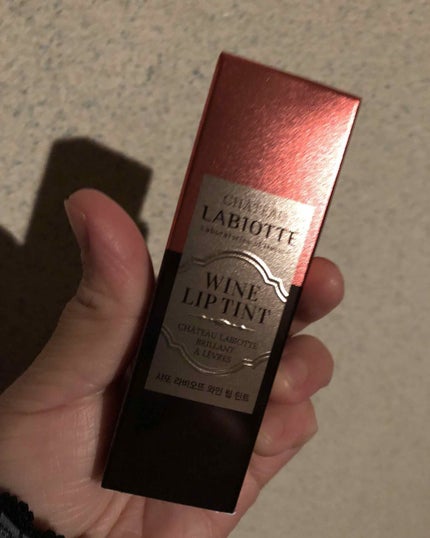 CHATEAU
LABIOTTE
WINE
LIP TINT
CHATEAU LABIOTTE
BRILLANT
A LEVRES
샤또 라비오뜨 와인 립 틴트